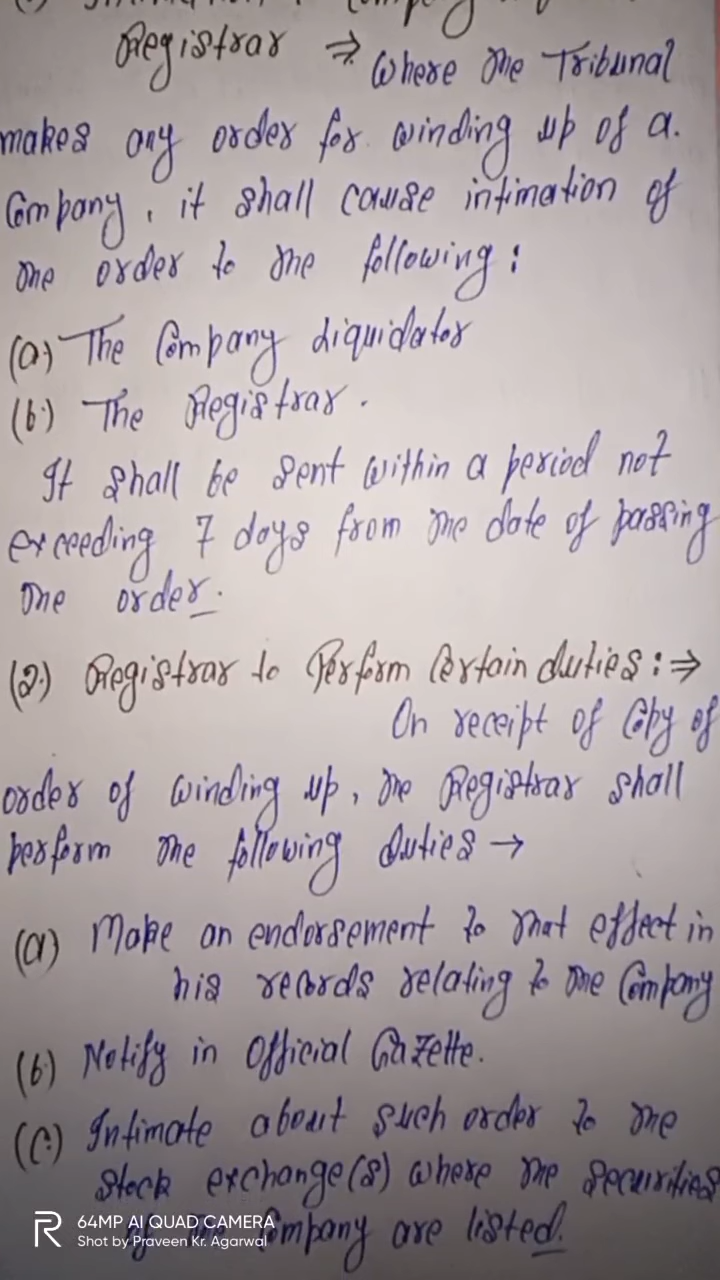 Company
Registrar ⇒ Where the Tribunal
makes any order for winding up of a.
Company, it shall cause intimation of
the order to the following:
(a) The Company Liquidator
(b) The Registrar.
It shall be sent within a period not
exceeding 7 days from the date of passing
the order.
(2.) Registrar to Perform Certain duties: ⇒
On receipt of Copy of
order of winding up, the Registrar shall
perform the following duties →
(a) Make an endorsement to that effect in
his records relating to the Company
(b) Notify in Official Gazette.
(c) Intimate about such order to the
stock exchange(s) where the securities
of the Company are listed.
64MP AI QUAD CAMERA
Shot by Praveen Kr. Agarwal